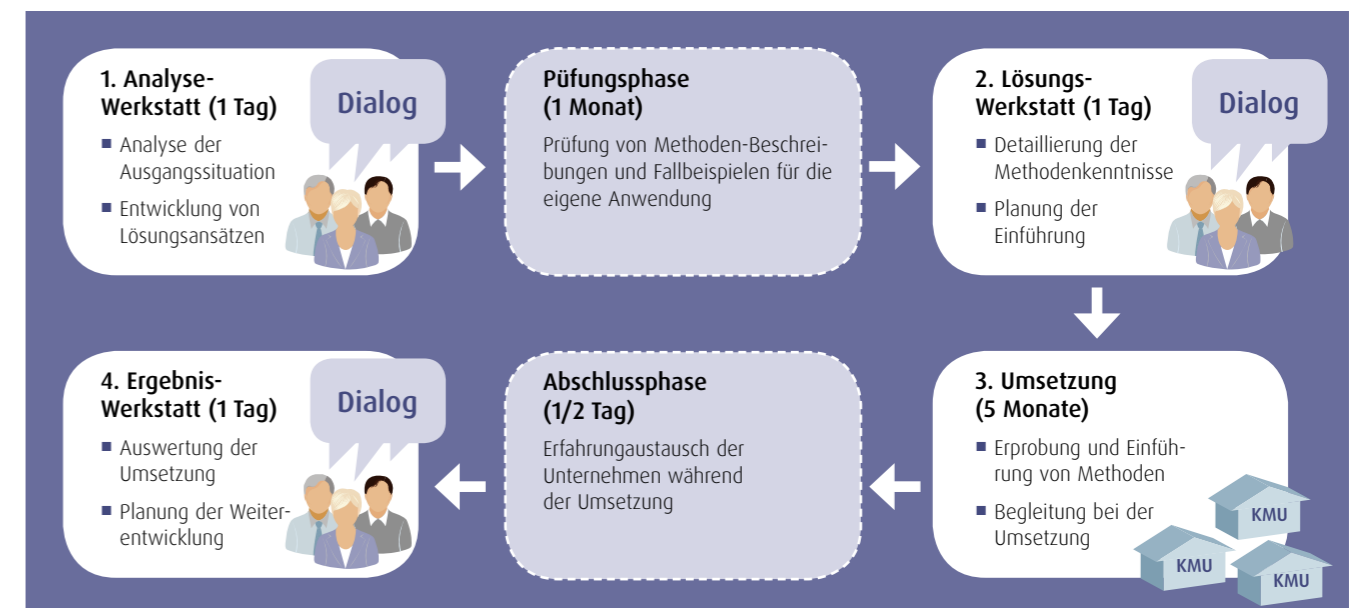 1. Analyse-
Werkstatt (1 Tag)
■ Analyse der
Ausgangssituation
■ Entwicklung von
Lösungsansätzen
Dialog
Püfungsphase
(1 Monat)
Prüfung von Methoden-Beschrei-
bungen und Fallbeispielen für die
eigene Anwendung
2. Lösungs-
Werkstatt (1 Tag)
■ Detaillierung der
Methodenkenntnisse
■ Planung der
Einführung
Dialog
3. Umsetzung
(5 Monate)
■ Erprobung und Einfüh-
rung von Methoden
■ Begleitung bei der
Umsetzung
KMU
KMU
KMU
Abschlussphase
(1/2 Tag)
Erfahrungaustausch der
Unternehmen während
der Umsetzung
4. Ergebnis-
Werkstatt (1 Tag)
■ Auswertung der
Umsetzung
■ Planung der Weiter-
entwicklung
Dialog